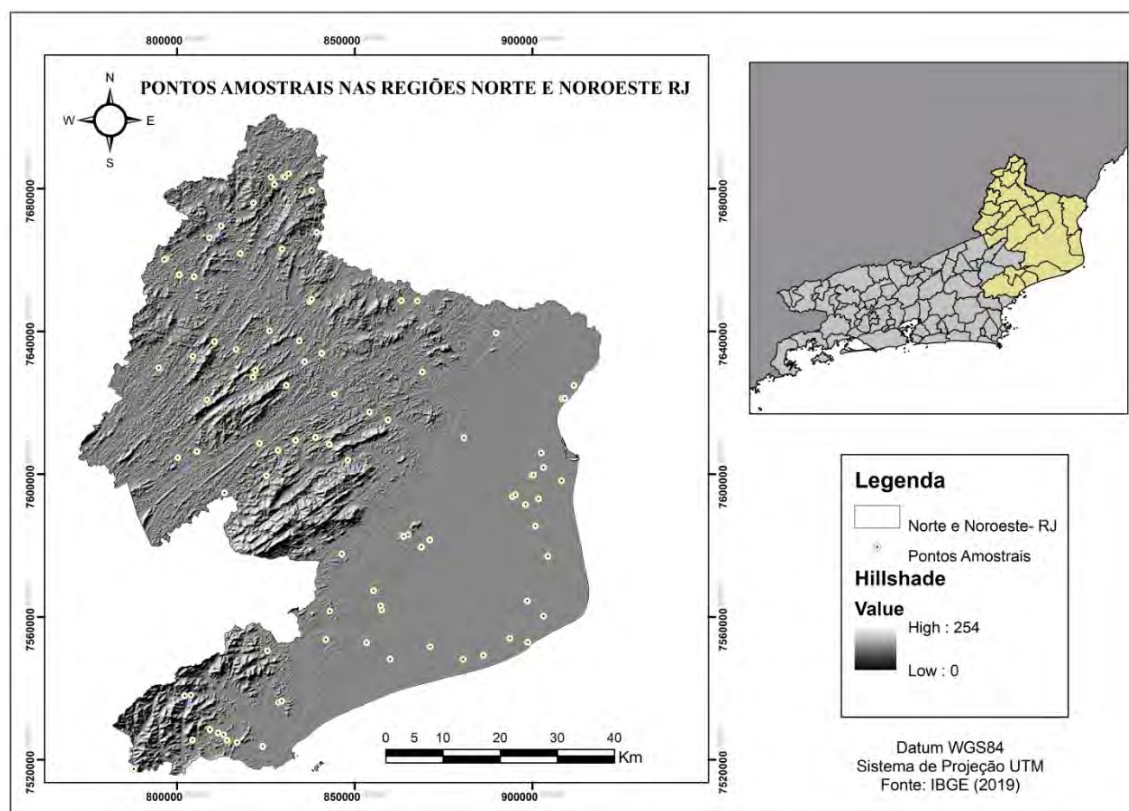 800000
850000
900000
PONTOS AMOSTRAIS NAS REGIÕES NORTE E NOROESTE RJ
N
W
E
S
7680000
7680000
7640000
7640000
7600000
7600000
7560000
7560000
7520000
7520000
0 5 10 20 30 40
Km
800000
850000
900000
Legenda
Norte e Noroeste- RJ
Pontos Amostrais
Hillshade
Value
High : 254
Low : 0
Datum WGS84
Sistema de Projeção UTM
Fonte: IBGE (2019)